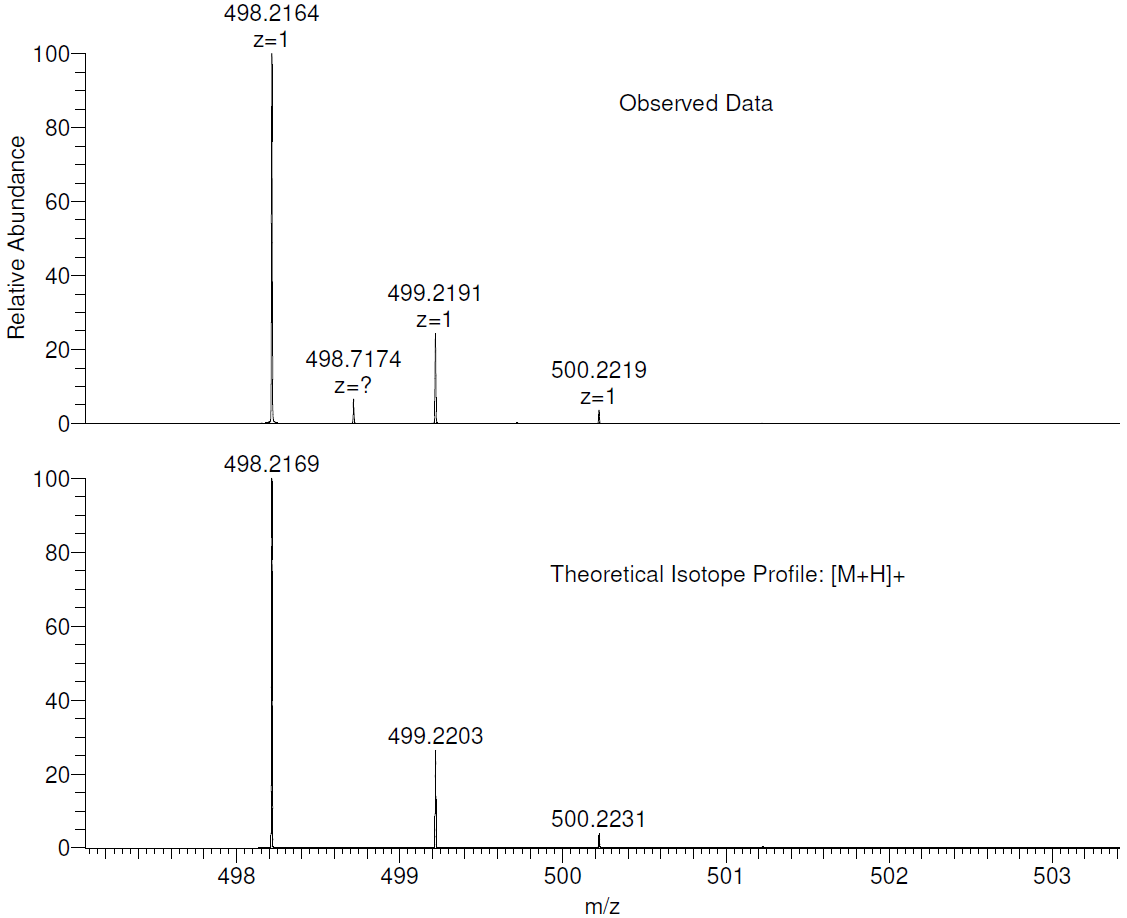 498.2164
z=1
100
Observed Data
80
Relative Abundance
60
40
499.2191
z=1
20
498.7174
z=?
500.2219
z=1
0
498.2169
100
80
Theoretical Isotope Profile: [M+H]+
60
40
499.2203
20
500.2231
0
498 499 500 501 502 503
m/z